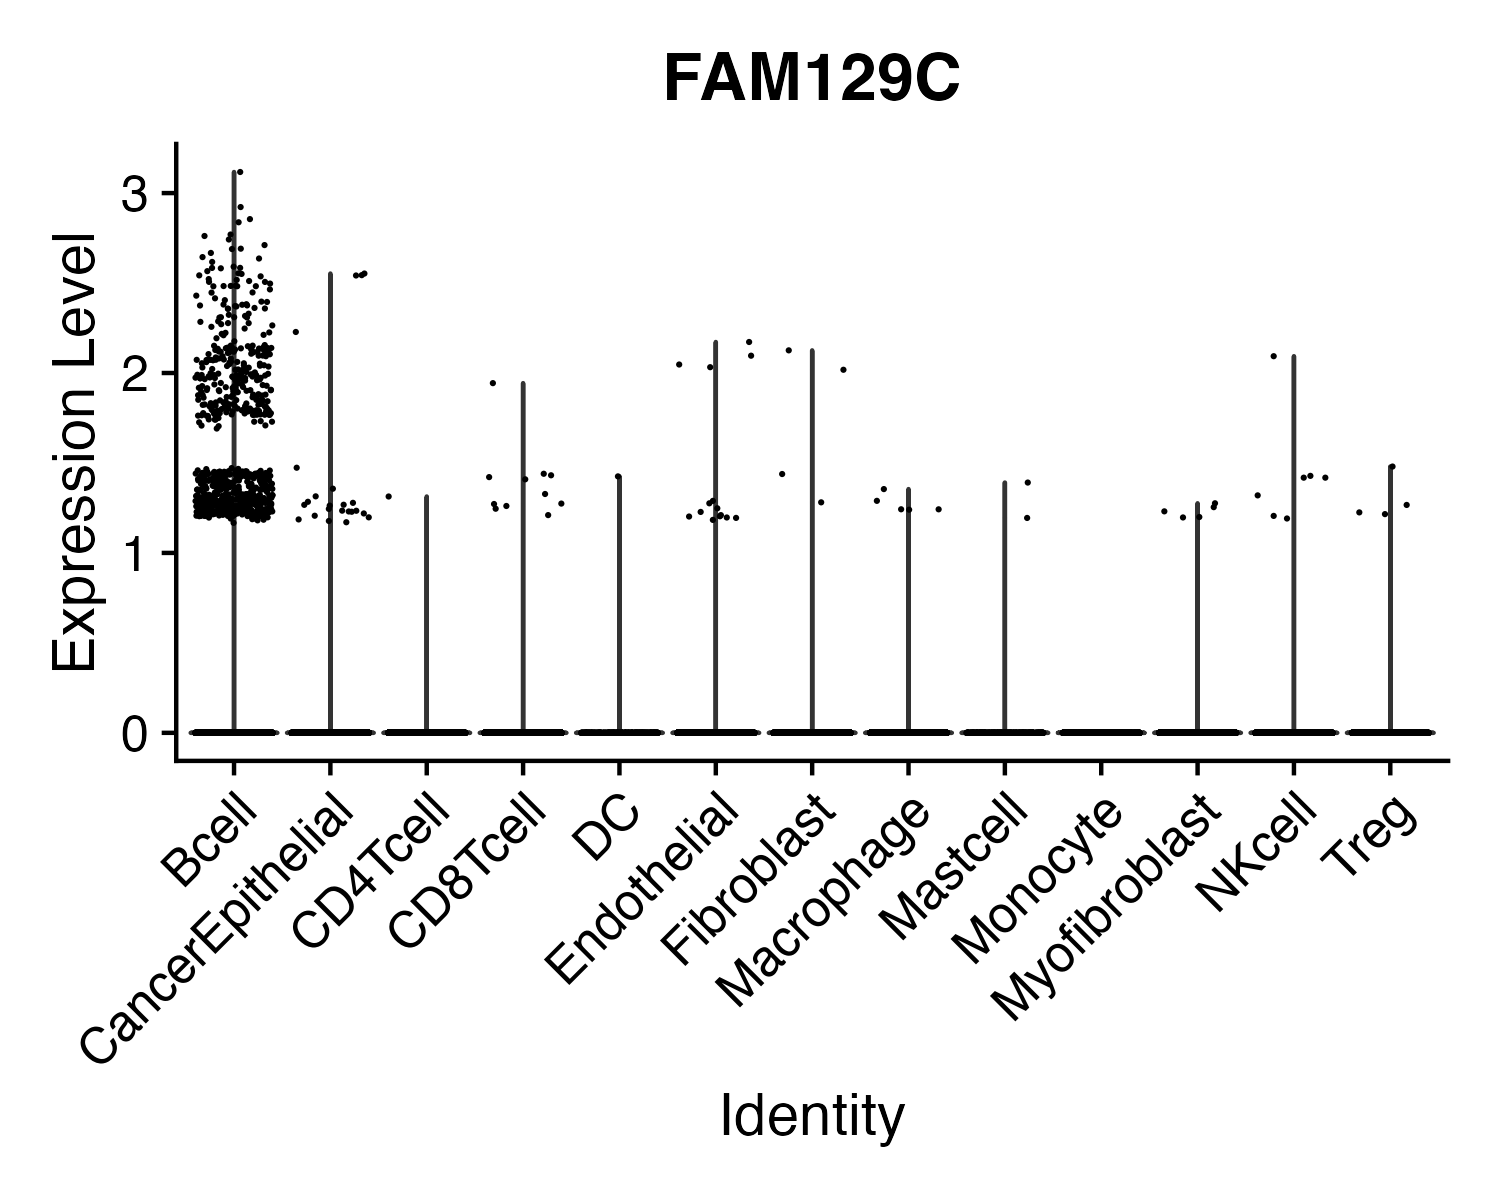 FAM129C
Expression Level
3
2
1
0
Bcell
CancerEpithelial
CD4Tcell
CD8Tcell
DC
Endothelial
Fibroblast
Macrophage
Mastcell
Monocyte
Myofibroblast
NKcell
Treg
Identity